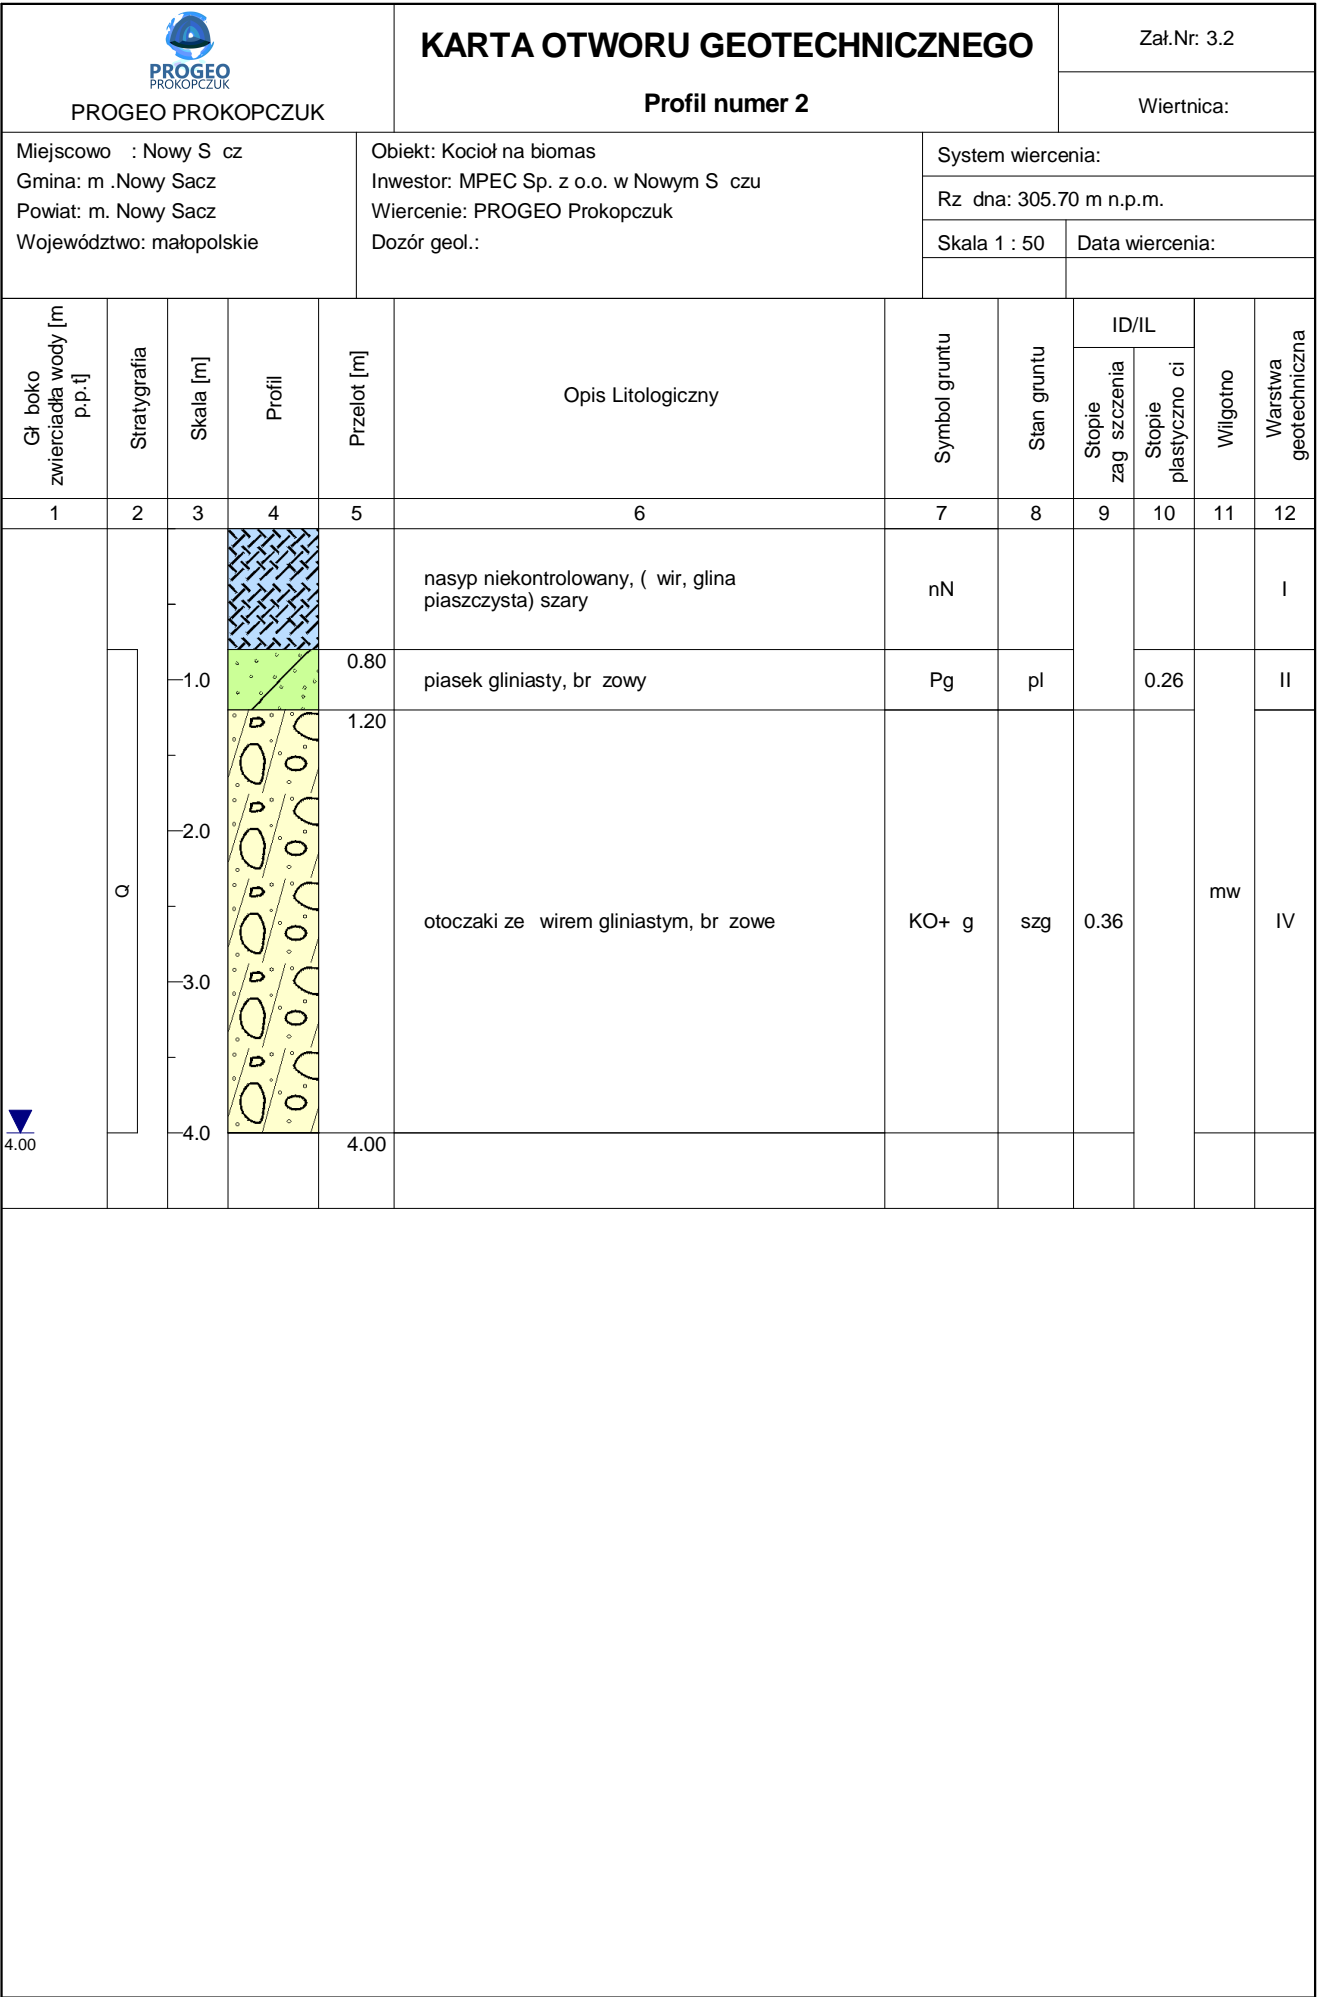 PROGEO
PROKOPCZUK
PROGEO PROKOPCZUK
KARTA OTWORU GEOTECHNICZNEGO
Profil numer 2
Zał.Nr: 3.2
Wiertnica:
Miejscowo : Nowy S cz
Gmina: m .Nowy Sacz
Powiat: m. Nowy Sacz
Województwo: małopolskie
Obiekt: Kocioł na biomas
Inwestor: MPEC Sp. z o.o. w Nowym S czu
Wiercenie: PROGEO Prokopczuk
Dozór geol.:
System wiercenia:
Rz dna: 305.70 m n.p.m.
Skala 1 : 50
Data wiercenia:
Gł boko
zwierciadła wody [m
p.p.t]
Stratygrafia
Skala [m]
Profil
Przelot [m]
Opis Litologiczny
Symbol gruntu
Stan gruntu
ID/IL
Stopie
zag szczenia
Stopie
plastyczno ci
Wilgotno
Warstwa
geotechniczna
1 2 3 4 5 6 7 8 9 10 11 12
nasyp niekontrolowany, ( wir, glina
piaszczysta) szary
nN
I
0.80
1.0
piasek gliniasty, br zowy
Pg
pl
0.26
II
1.20
2.0
Q
mw
otoczaki ze wirem gliniastym, br zowe
KO+ g
szg
0.36
IV
3.0
4.0
4.00
4.00